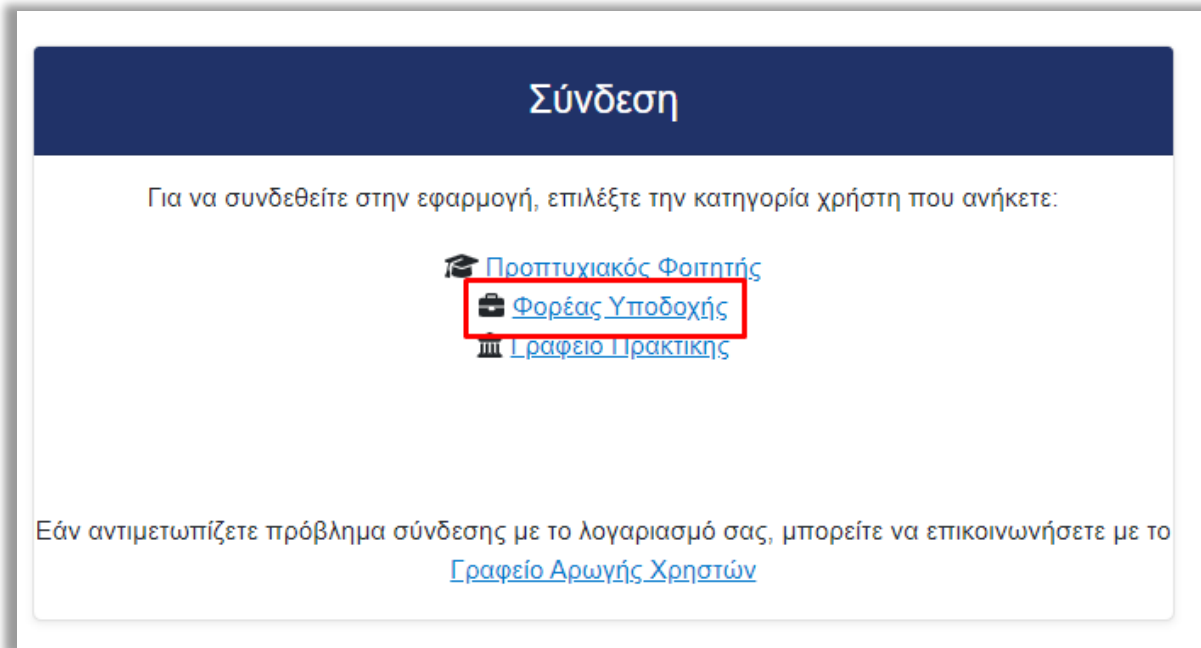 Σύνδεση
Για να συνδεθείτε στην εφαρμογή, επιλέξτε την κατηγορία χρήστη που ανήκετε:
Προπτυχιακός Φοιτητής
Φορέας Υποδοχής
Γραφείο Πρακτικής
Εάν αντιμετωπίζετε πρόβλημα σύνδεσης με το λογαριασμό σας, μπορείτε να επικοινωνήσετε με το
Γραφείο Αρωγής Χρηστών